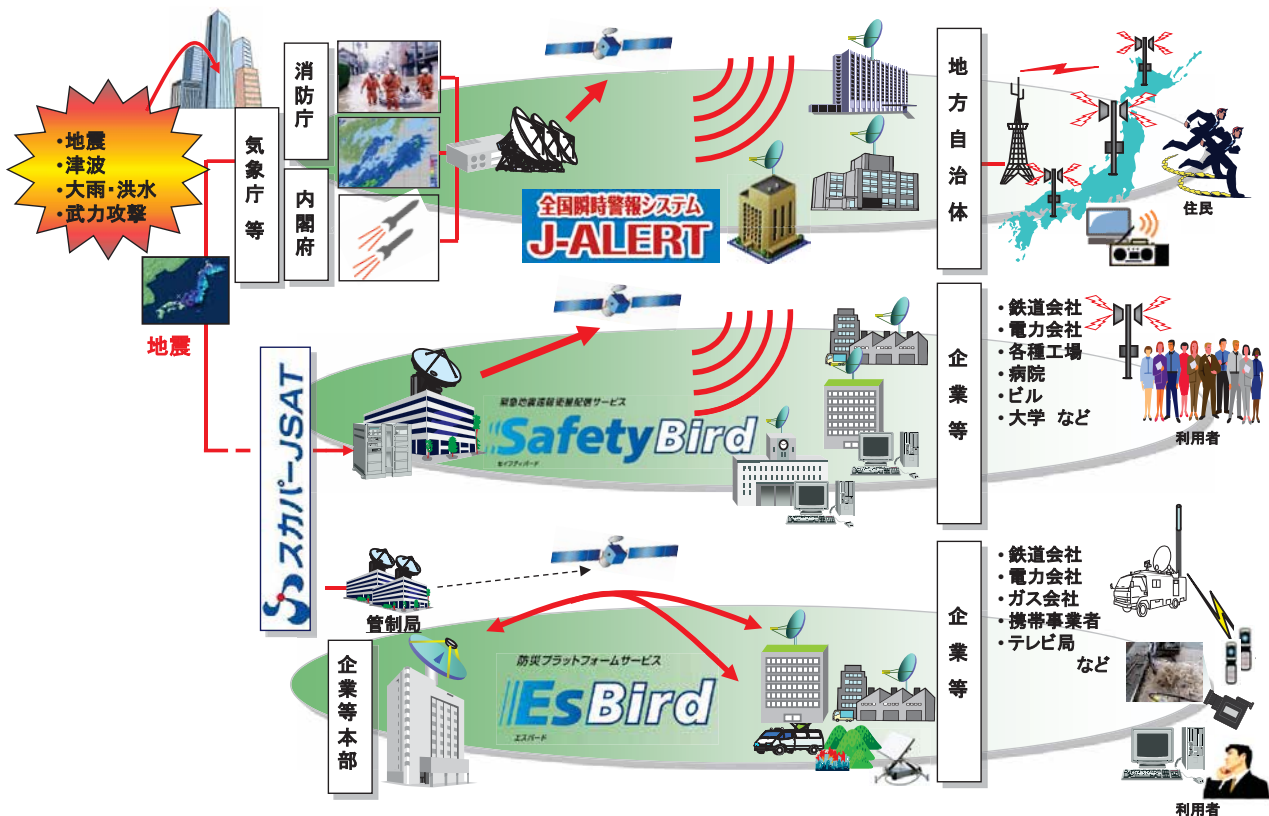 ・地震
・津波
・大雨・洪水
・武力攻撃
気象庁等
消防庁
内閣府
全国瞬時警報システム
J-ALERT
地方自治体
住民
地震
スカパーJSAT
緊急地震速報衛星配信サービス
SafetyBird
セイフティバード
企業等
・鉄道会社
・電力会社
・各種工場
・病院
・ビル
・大学 など
利用者
管制局
企業等本部
防災プラットフォームサービス
EsBird
エスバード
企業等
・鉄道会社
・電力会社
・ガス会社
・携帯事業者
・テレビ局
など
利用者